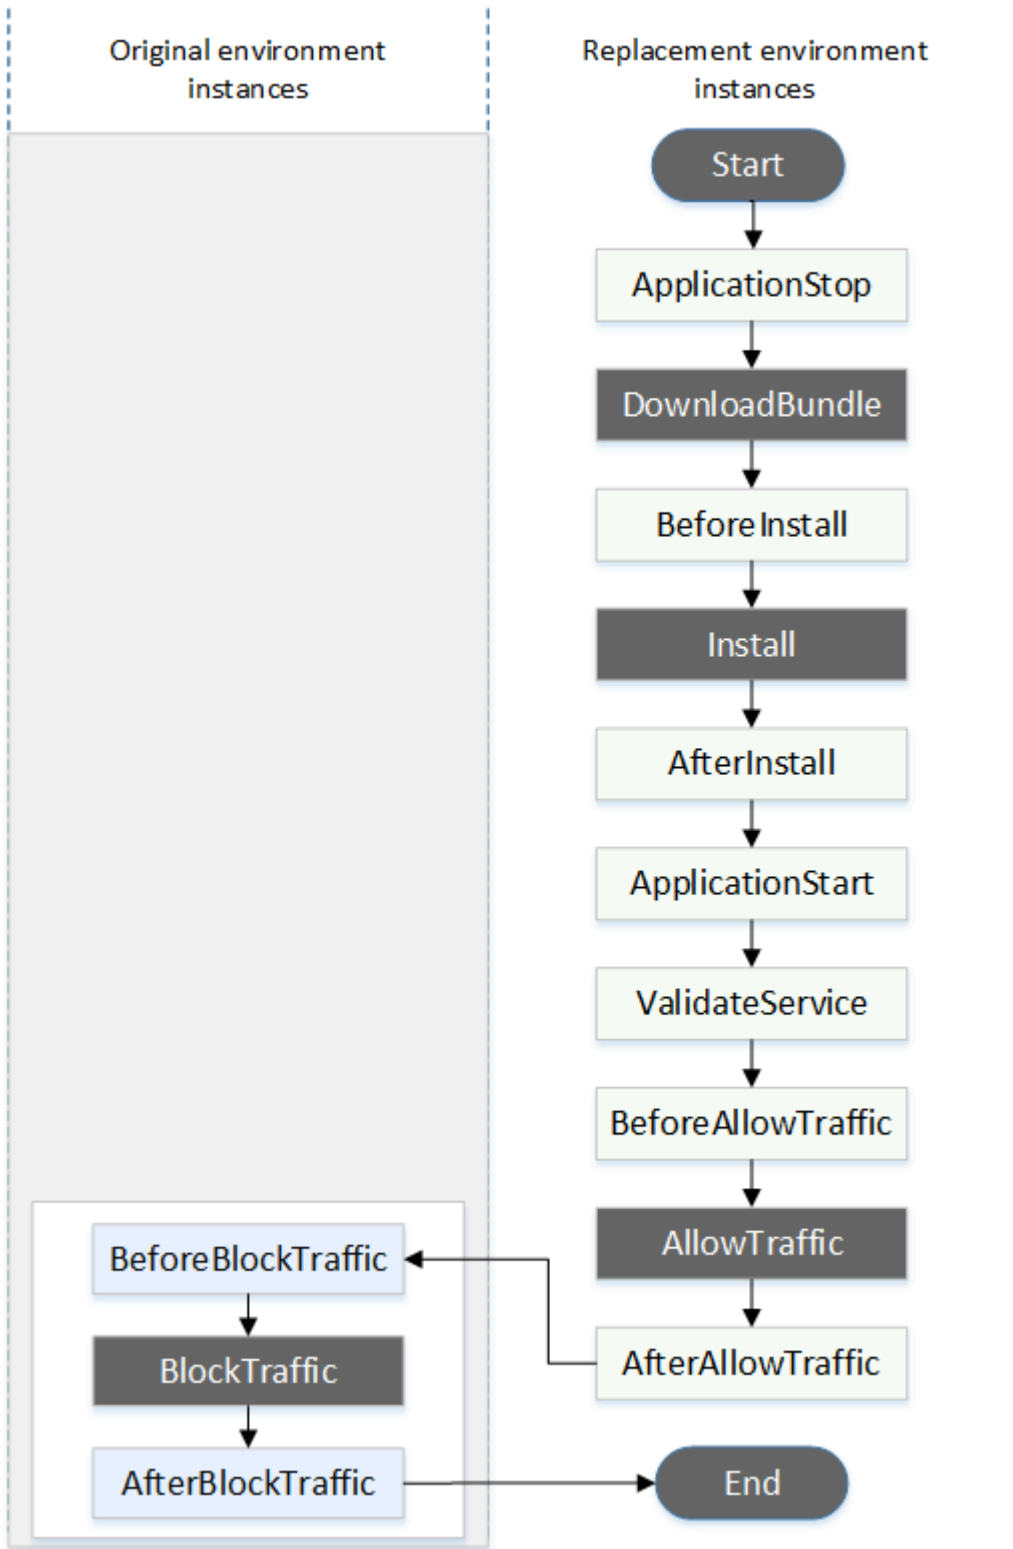 Original environment
instances
Replacement environment
instances
Start
ApplicationStop
DownloadBundle
BeforeInstall
Install
AfterInstall
ApplicationStart
ValidateService
BeforeAllowTraffic
AllowTraffic
AfterAllowTraffic
BeforeBlockTraffic
BlockTraffic
AfterBlockTraffic
End